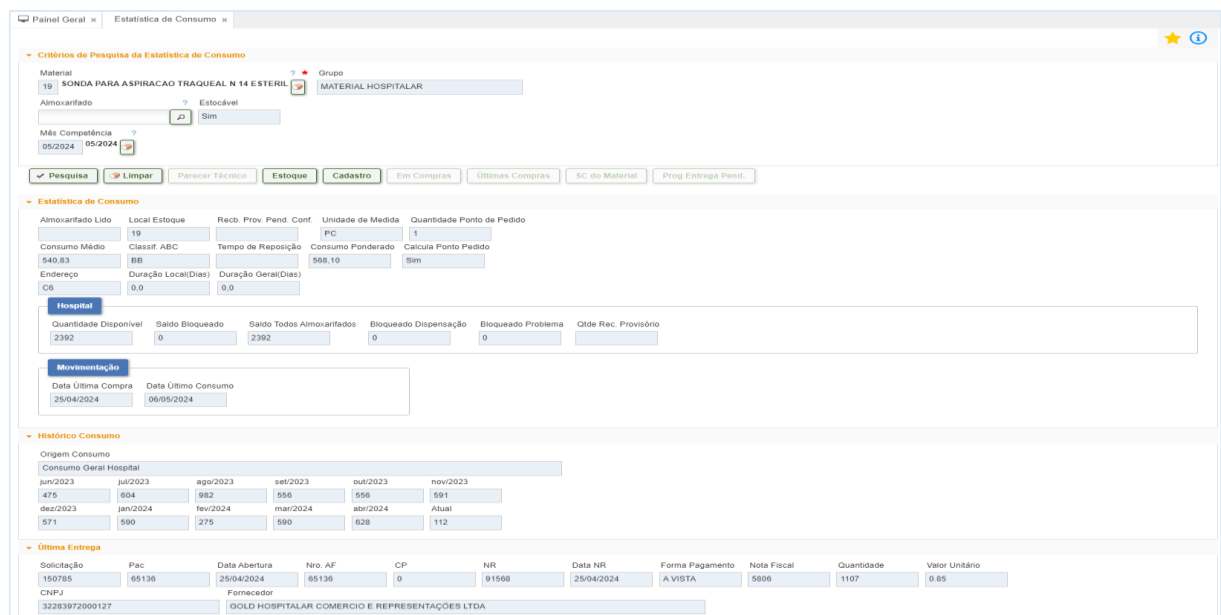 Painel Geral × Estatística de Consumo ×
Critérios de Pesquisa da Estatística de Consumo
Material ? * Grupo
19 SONDA PARA ASPIRACAO TRAQUEAL N 14 ESTERIL MATERIAL HOSPITALAR
Almoxarifado ? Estocável
Sim
Mês Competência ?
05/2024 05/2024
Pesquisa Limpar Parecer Técnico Estoque Cadastro Em Compras Últimas Compras SC do Material Prog Entrega Pend.
Estatística de Consumo
Almoxarifado Lido Local Estoque Recb. Prov. Pend. Conf. Unidade de Medida Quantidade Ponto de Pedido
19 PC 1
Consumo Médio Classif. ABC Tempo de Reposição Consumo Ponderado Calcula Ponto Pedido
540,83 BB 568,10 Sim
Endereço Duração Local(Dias) Duração Geral(Dias)
C6 0,0 0,0
Hospital
Quantidade Disponível Saldo Bloqueado Saldo Todos Almoxarifados Bloqueado Dispensação Bloqueado Problema Qtde Rec. Provisório
2392 0 2392 0 0
Movimentação
Data Última Compra Data Último Consumo
25/04/2024 06/05/2024
Histórico Consumo
Origem Consumo
Consumo Geral Hospital
jun/2023 jul/2023 ago/2023 set/2023 out/2023 nov/2023
475 604 982 556 556 591
dez/2023 jan/2024 fev/2024 mar/2024 abr/2024 Atual
571 590 275 590 628 112
Última Entrega
Solicitação Pac Data Abertura Nro. AF CP NR Data NR Forma Pagamento Nota Fiscal Quantidade Valor Unitário
150785 65136 25/04/2024 65136 0 91568 25/04/2024 A VISTA 5806 1107 0.85
CNPJ Fornecedor
32283972000127 GOLD HOSPITALAR COMERCIO E REPRESENTAÇÕES LTDA